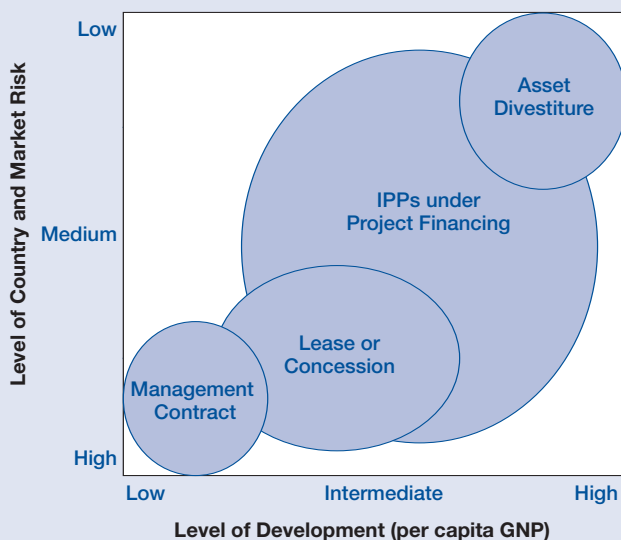 Level of Country and Market Risk
Low
Medium
High
Asset
Divestiture
IPPs under
Project Financing
Lease or
Concession
Management
Contract
Low
Intermediate
High
Level of Development (per capita GNP)